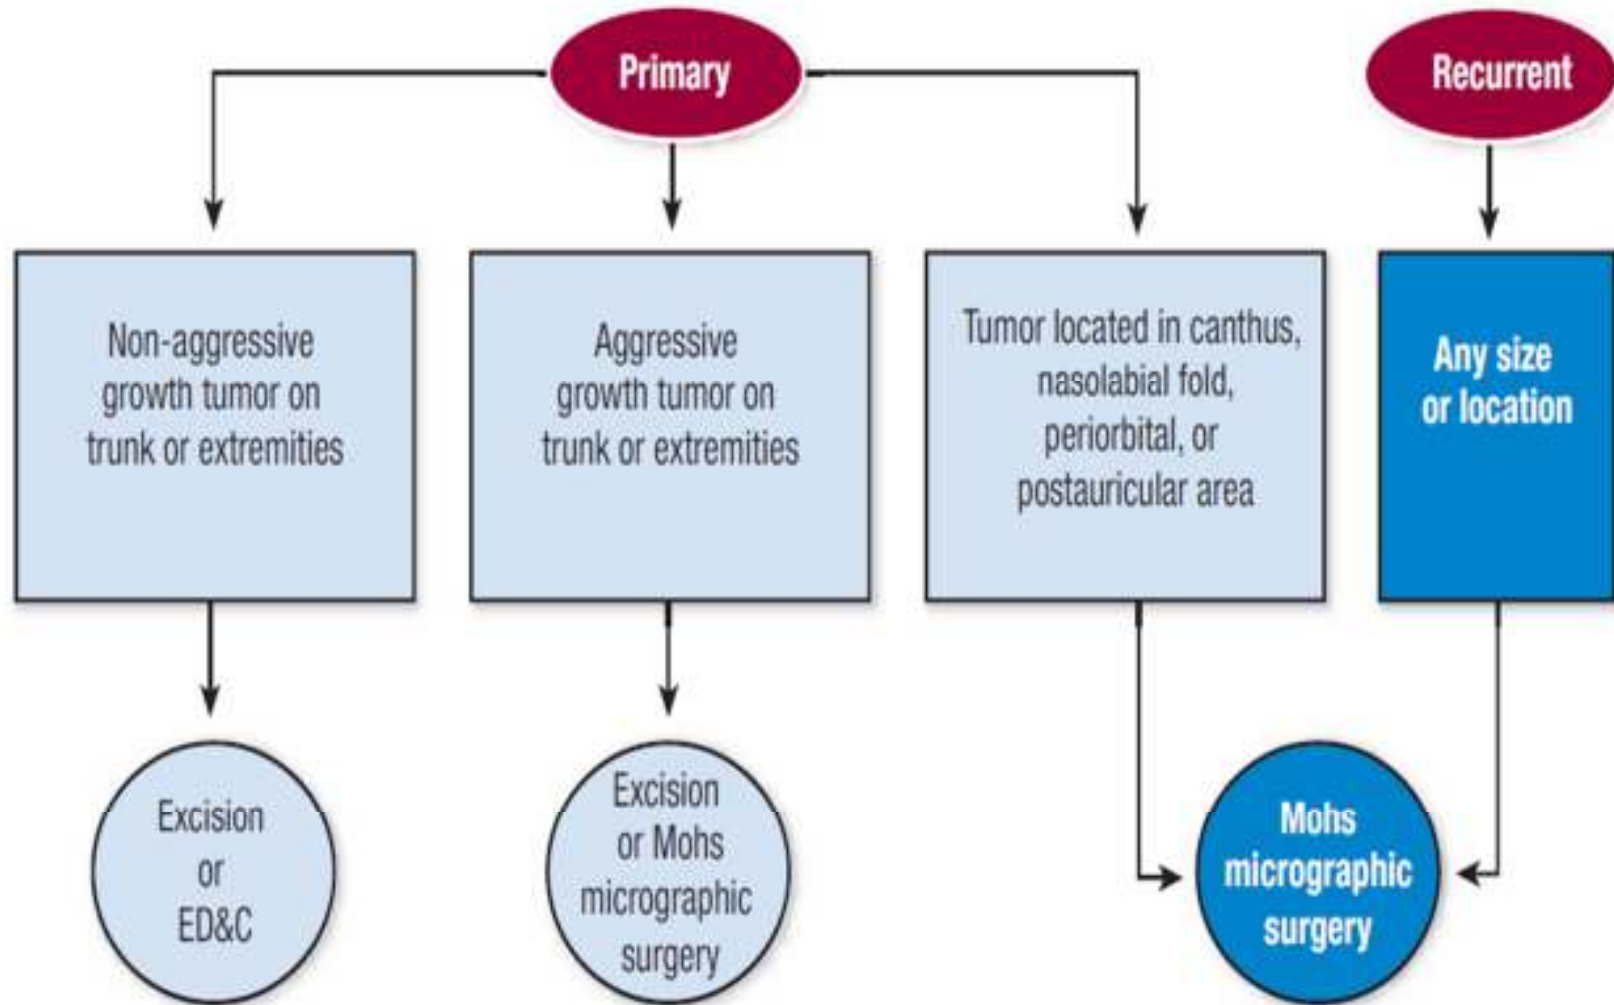 Primary
Recurrent
Non-aggressive
growth tumor on
trunk or extremities
Aggressive
growth tumor on
trunk or extremities
Tumor located in canthus,
nasolabial fold,
periorbital, or
postauricular area
Any size
or location
Excision
or
ED&C
Excision
or Mohs
micrographic
surgery
Mohs
micrographic
surgery